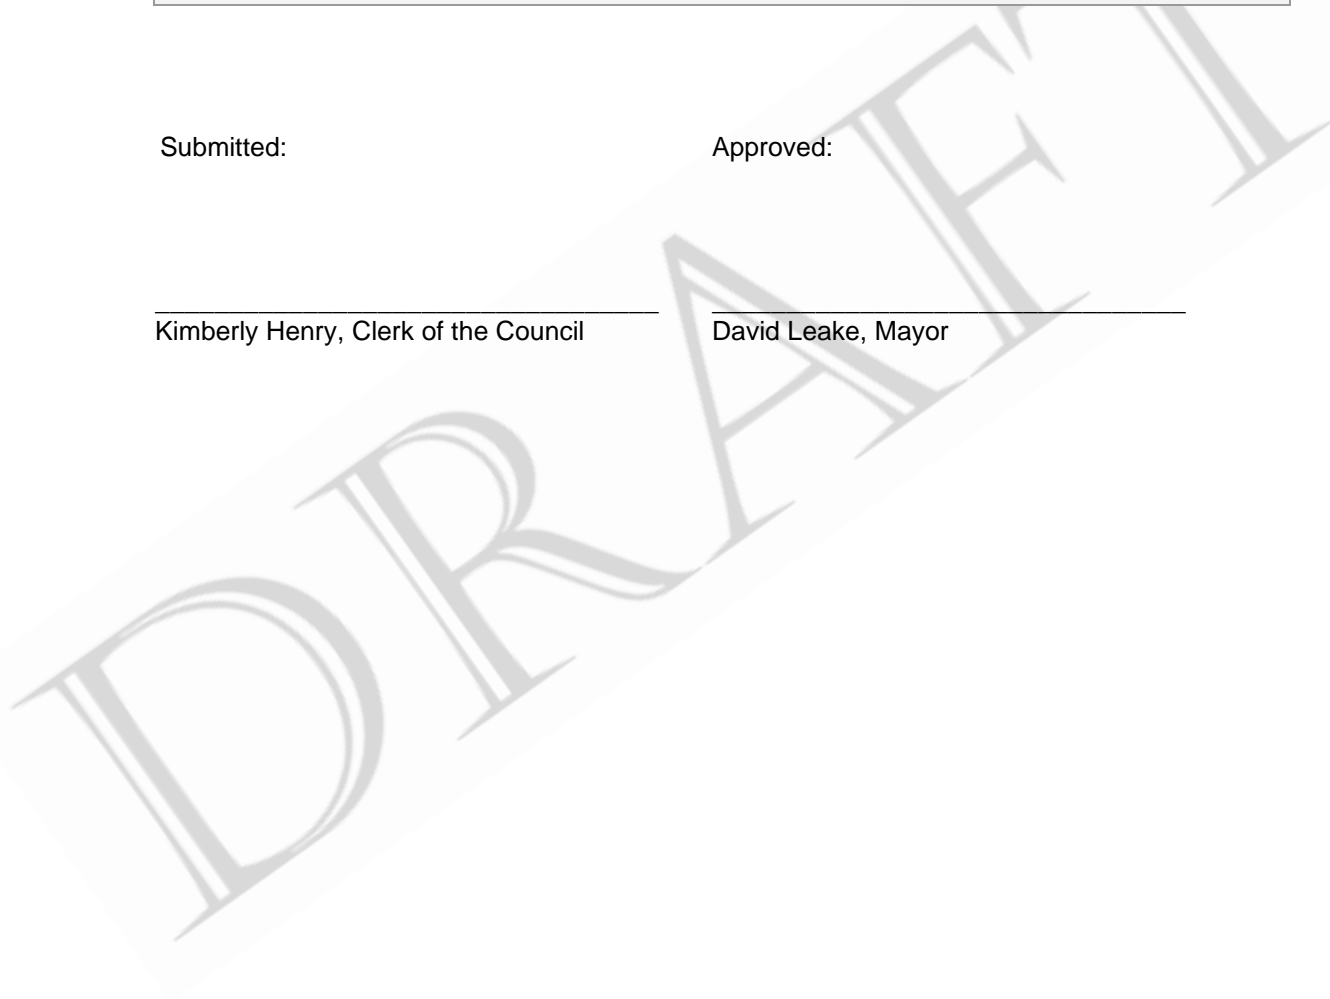 Submitted: Approved:
Kimberly Henry, Clerk of the Council David Leake, Mayor
DRAFT